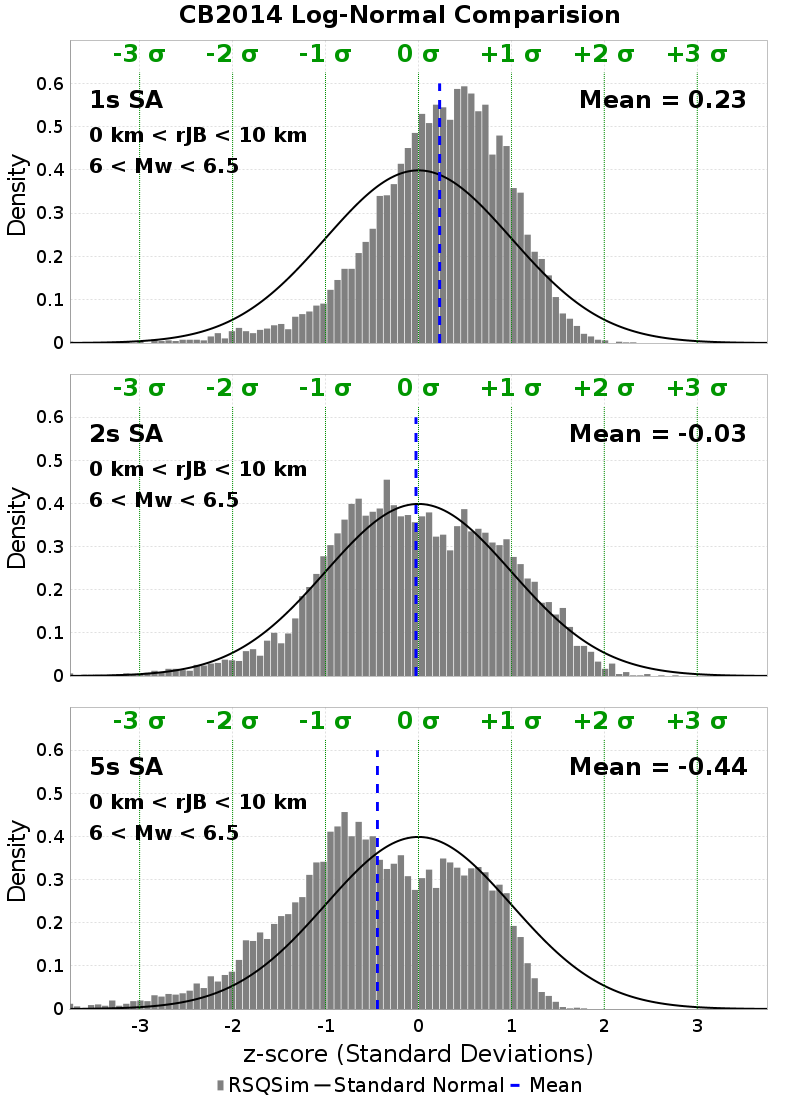 CB2014 Log-Normal Comparision
-3 σ -2 σ -1 σ 0 σ +1 σ +2 σ +3 σ
0.6
1s SA Mean = 0.23
0.5
0 km < rJB < 10 km
6 < Mw < 6.5
0.4
Density
0.3
0.2
0.1
0
-3 σ -2 σ -1 σ 0 σ +1 σ +2 σ +3 σ
0.6
2s SA Mean = -0.03
0.5
0 km < rJB < 10 km
6 < Mw < 6.5
0.4
Density
0.3
0.2
0.1
0
-3 σ -2 σ -1 σ 0 σ +1 σ +2 σ +3 σ
0.6
5s SA Mean = -0.44
0.5
0 km < rJB < 10 km
6 < Mw < 6.5
0.4
Density
0.3
0.2
0.1
0
-3 -2 -1 0 1 2 3
z-score (Standard Deviations)
RSQSim Standard Normal Mean